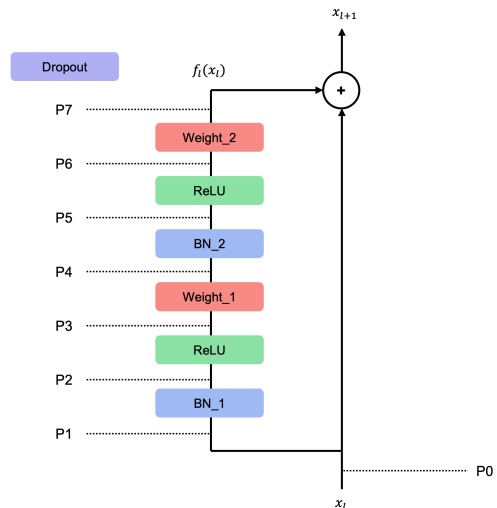 x_{l+1}
Dropout
f_l(x_l)
P7
+
Weight_2
P6
ReLU
P5
BN_2
P4
Weight_1
P3
ReLU
P2
BN_1
P1
P0
x_l